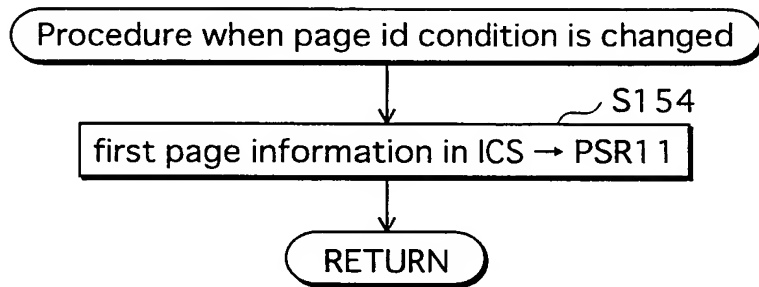 Procedure when page id condition is changed
S154
first page information in ICS → PSR11
RETURN